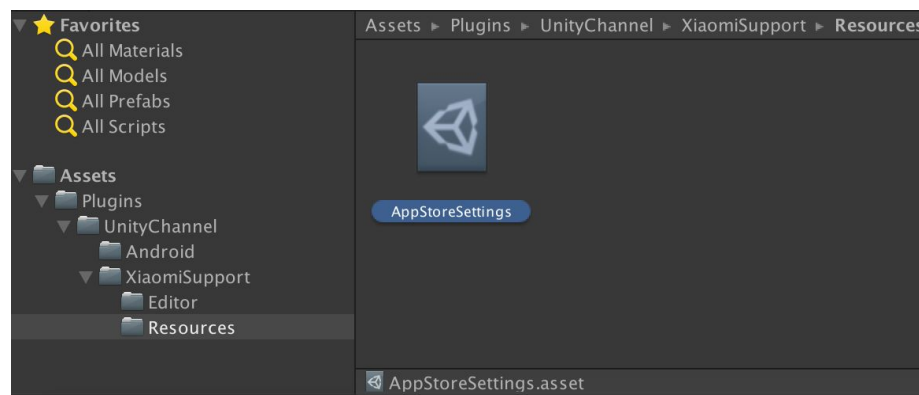 Favorites
All Materials
All Models
All Prefabs
All Scripts
Assets
Plugins
UnityChannel
Android
XiaomiSupport
Editor
Resources
Assets ▸ Plugins ▸ UnityChannel ▸ XiaomiSupport ▸ Resources
AppStoreSettings
AppStoreSettings.asset